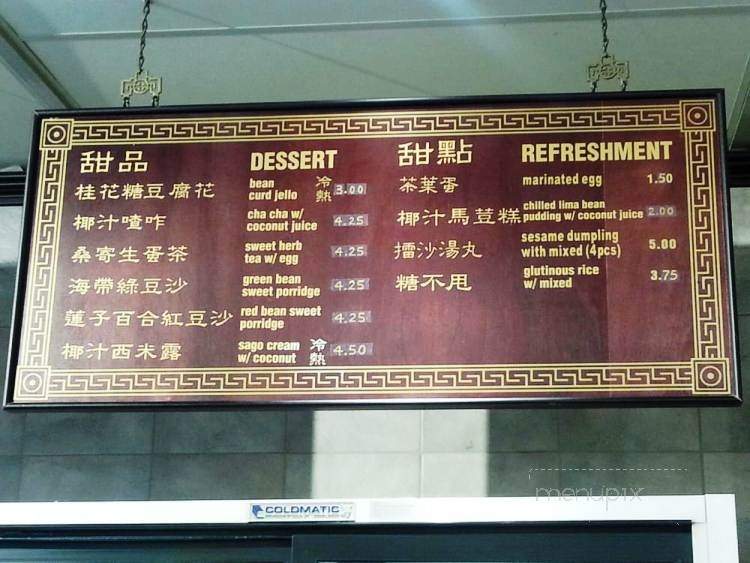 甜品 DESSERT
桂花糖豆腐花 bean curd jello 冷 熱 3.00
椰汁喳咋 cha cha w/ coconut juice 4.25
桑寄生蛋茶 sweet herb tea w/ egg 4.25
海帶綠豆沙 green bean sweet porridge 4.25
蓮子百合紅豆沙 red bean sweet porridge 4.25
椰汁西米露 sago cream w/ coconut 冷 熱 4.50
甜點 REFRESHMENT
茶葉蛋 marinated egg 1.50
椰汁馬荳糕 chilled lima bean pudding w/ coconut juice 2.00
擂沙湯丸 sesame dumpling with mixed (4pcs) 5.00
糖不甩 glutinous rice w/ mixed 3.75
menupix
COLDMATIC